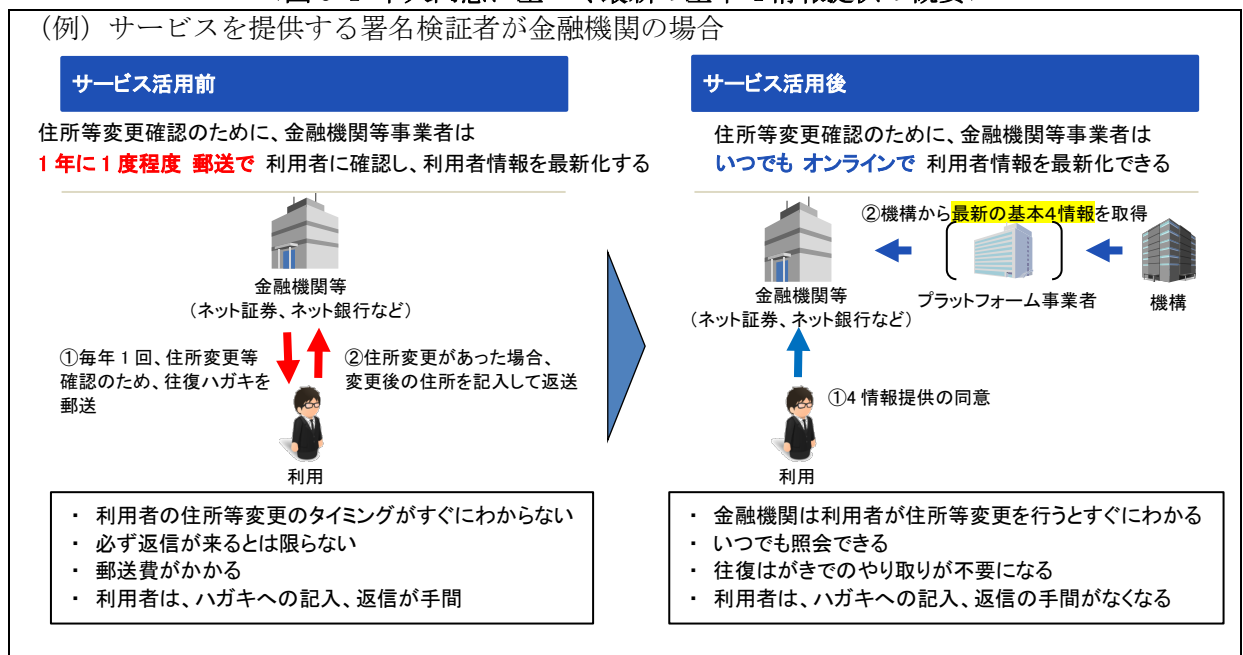 (例) サービスを提供する署名検証者が金融機関の場合
サービス活用前
住所等変更確認のために、金融機関等事業者は
1年に1度程度 郵送で 利用者に確認し、利用者情報を最新化する
金融機関等
(ネット証券、ネット銀行など)
①毎年1回、住所変更等
確認のため、往復ハガキを
郵送
②住所変更があった場合、
変更後の住所を記入して返送
利用
・ 利用者の住所等変更のタイミングがすぐにわからない
・ 必ず返信が来るとは限らない
・ 郵送費がかかる
・ 利用者は、ハガキへの記入、返信が手間
サービス活用後
住所等変更確認のために、金融機関等事業者は
いつでも オンラインで 利用者情報を最新化できる
②機構から最新の基本4情報を取得
金融機関等
(ネット証券、ネット銀行など)
プラットフォーム事業者
機構
①4情報提供の同意
利用
・ 金融機関は利用者が住所等変更を行うとすぐにわかる
・ いつでも照会できる
・ 往復はがきでのやり取りが不要になる
・ 利用者は、ハガキへの記入、返信の手間がなくなる